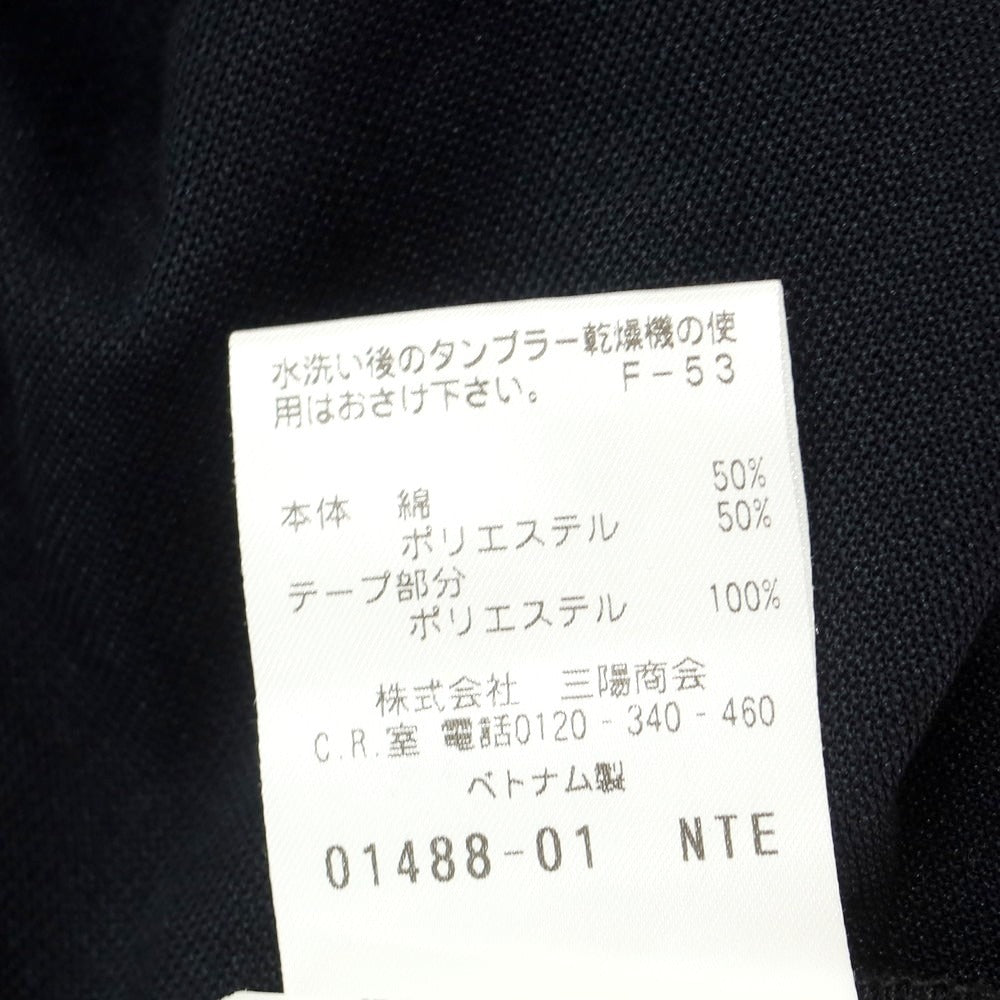 水洗い後のタンブラー乾燥機の使
用はおさけ下さい。 F-53
本体 綿 50%
ポリエステル 50%
テープ部分
ポリエステル 100%
株式会社 三陽商会
C.R.室 電話0120-340-460
ベトナム製
01488-01 NTE